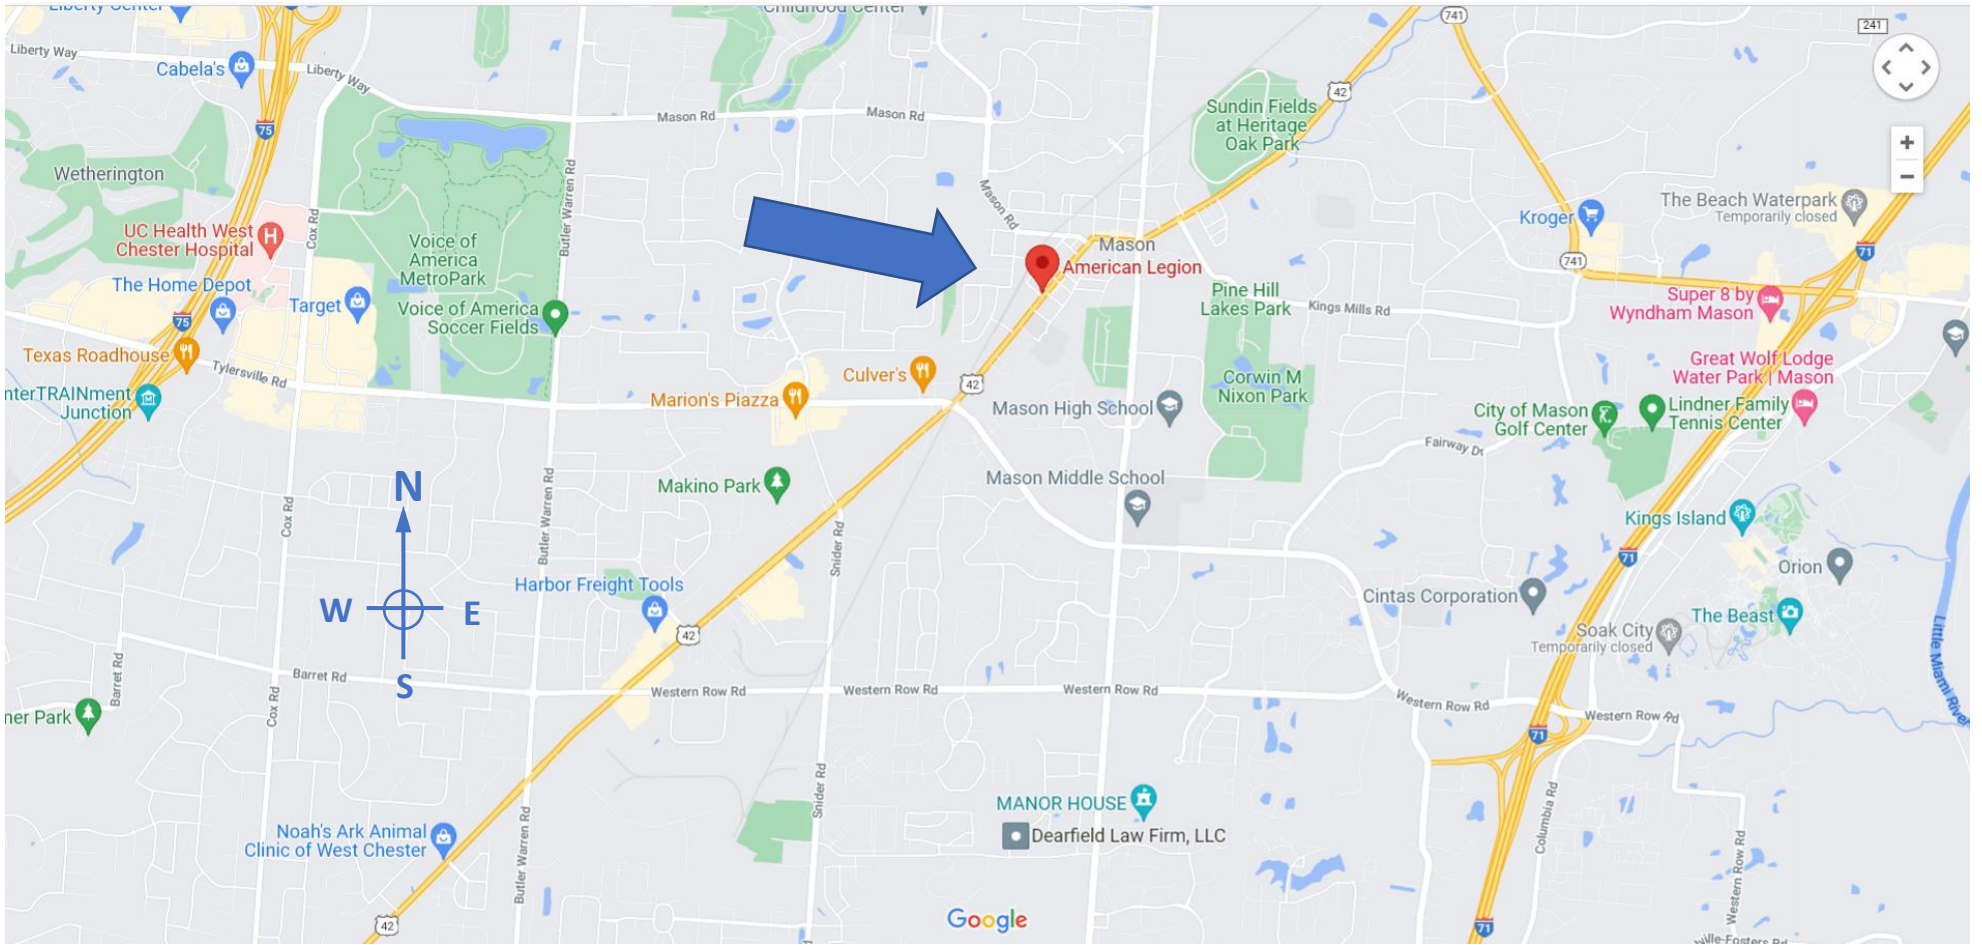 Liberty Center
Childhood Center
741
241
Liberty Way
Cabela's
Liberty Way
42
75
Mason Rd
Mason Rd
Sundin Fields
at Heritage
Oak Park
Wetherington
Butler Warren Rd
Mason Rd
The Beach Waterpark
Temporarily closed
Kroger
Cox Rd
UC Health West
Chester Hospital
H
Voice of
America
MetroPark
Mason
American Legion
71
741
The Home Depot
Target
Voice of America
Soccer Fields
Pine Hill
Lakes Park
Kings Mills Rd
Super 8 by
Wyndham Mason
75
Texas Roadhouse
Tylersville Rd
Culver's
42
Great Wolf Lodge
Water Park | Mason
nterTRAINment
Junction
Marion's Piazza
Mason High School
Corwin M
Nixon Park
City of Mason
Golf Center
Lindner Family
Tennis Center
Fairway Dr
Makino Park
Mason Middle School
N
Cox Rd
Butler Warren Rd
Snider Rd
Kings Island
71
Orion
Harbor Freight Tools
Cintas Corporation
W
E
The Beast
42
Soak City
Temporarily closed
Little Miami River
Barret Rd
Barret Rd
S
Western Row Rd
Western Row Rd
Western Row Rd
Western Row Rd
Western Row Rd
ner Park
Cox Rd
71
Snider Rd
MANOR HOUSE
Dearfield Law Firm, LLC
Columbia Rd
Noah's Ark Animal
Clinic of West Chester
Butler Warren Rd
Western Row Rd
42
Google
71
ville-Fosters Rd